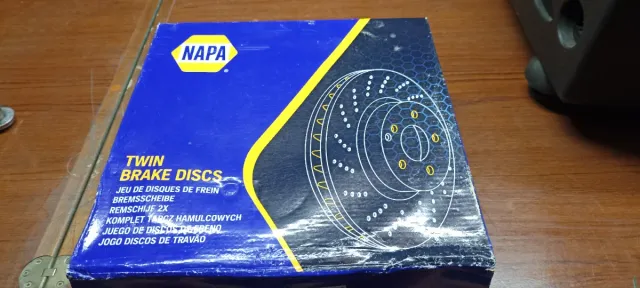 NAPA
TWIN
BRAKE DISCS
JEU DE DISQUES DE FREIN
BREMSSCHEIBE
REMSCHIJF 2X
KOMPLET TARCZ HAMULCOWYCH
JUEGO DE DISCOS DE FRENO
JOGO DISCOS DE TRAVÃO